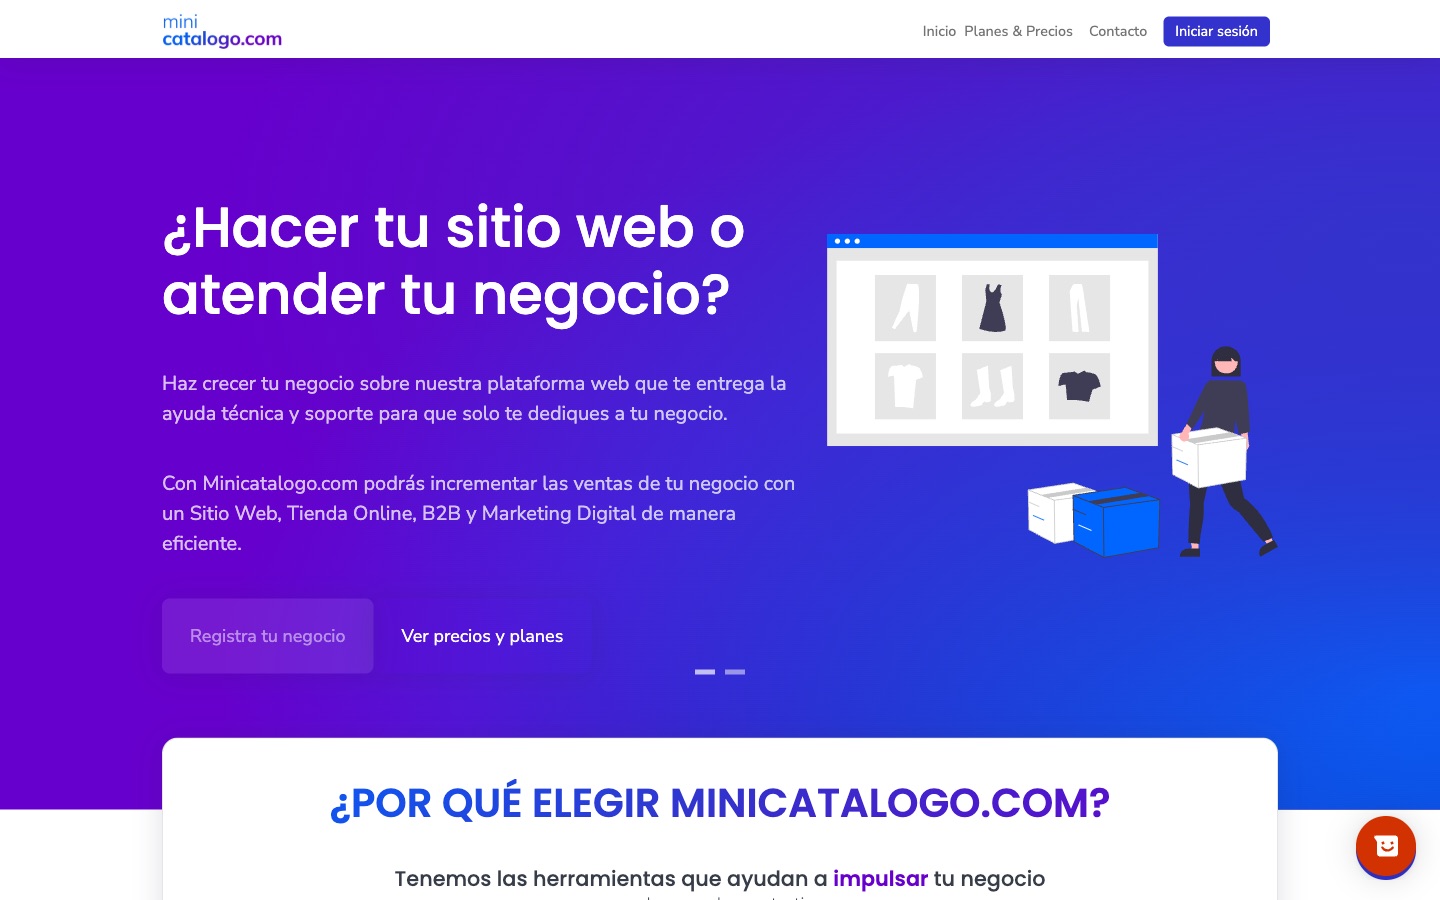 mini
catalogo.com
Inicio
Planes & Precios
Contacto
Iniciar sesión
¿Hacer tu sitio web o
atender tu negocio?
Haz crecer tu negocio sobre nuestra plataforma web que te entrega la
ayuda técnica y soporte para que solo te dediques a tu negocio.
Con Minicatalogo.com podrás incrementar las ventas de tu negocio con
un Sitio Web, Tienda Online, B2B y Marketing Digital de manera
eficiente.
Registra tu negocio
Ver precios y planes
¿POR QUÉ ELEGIR MINICATALOGO.COM?
Tenemos las herramientas que ayudan a impulsar tu negocio